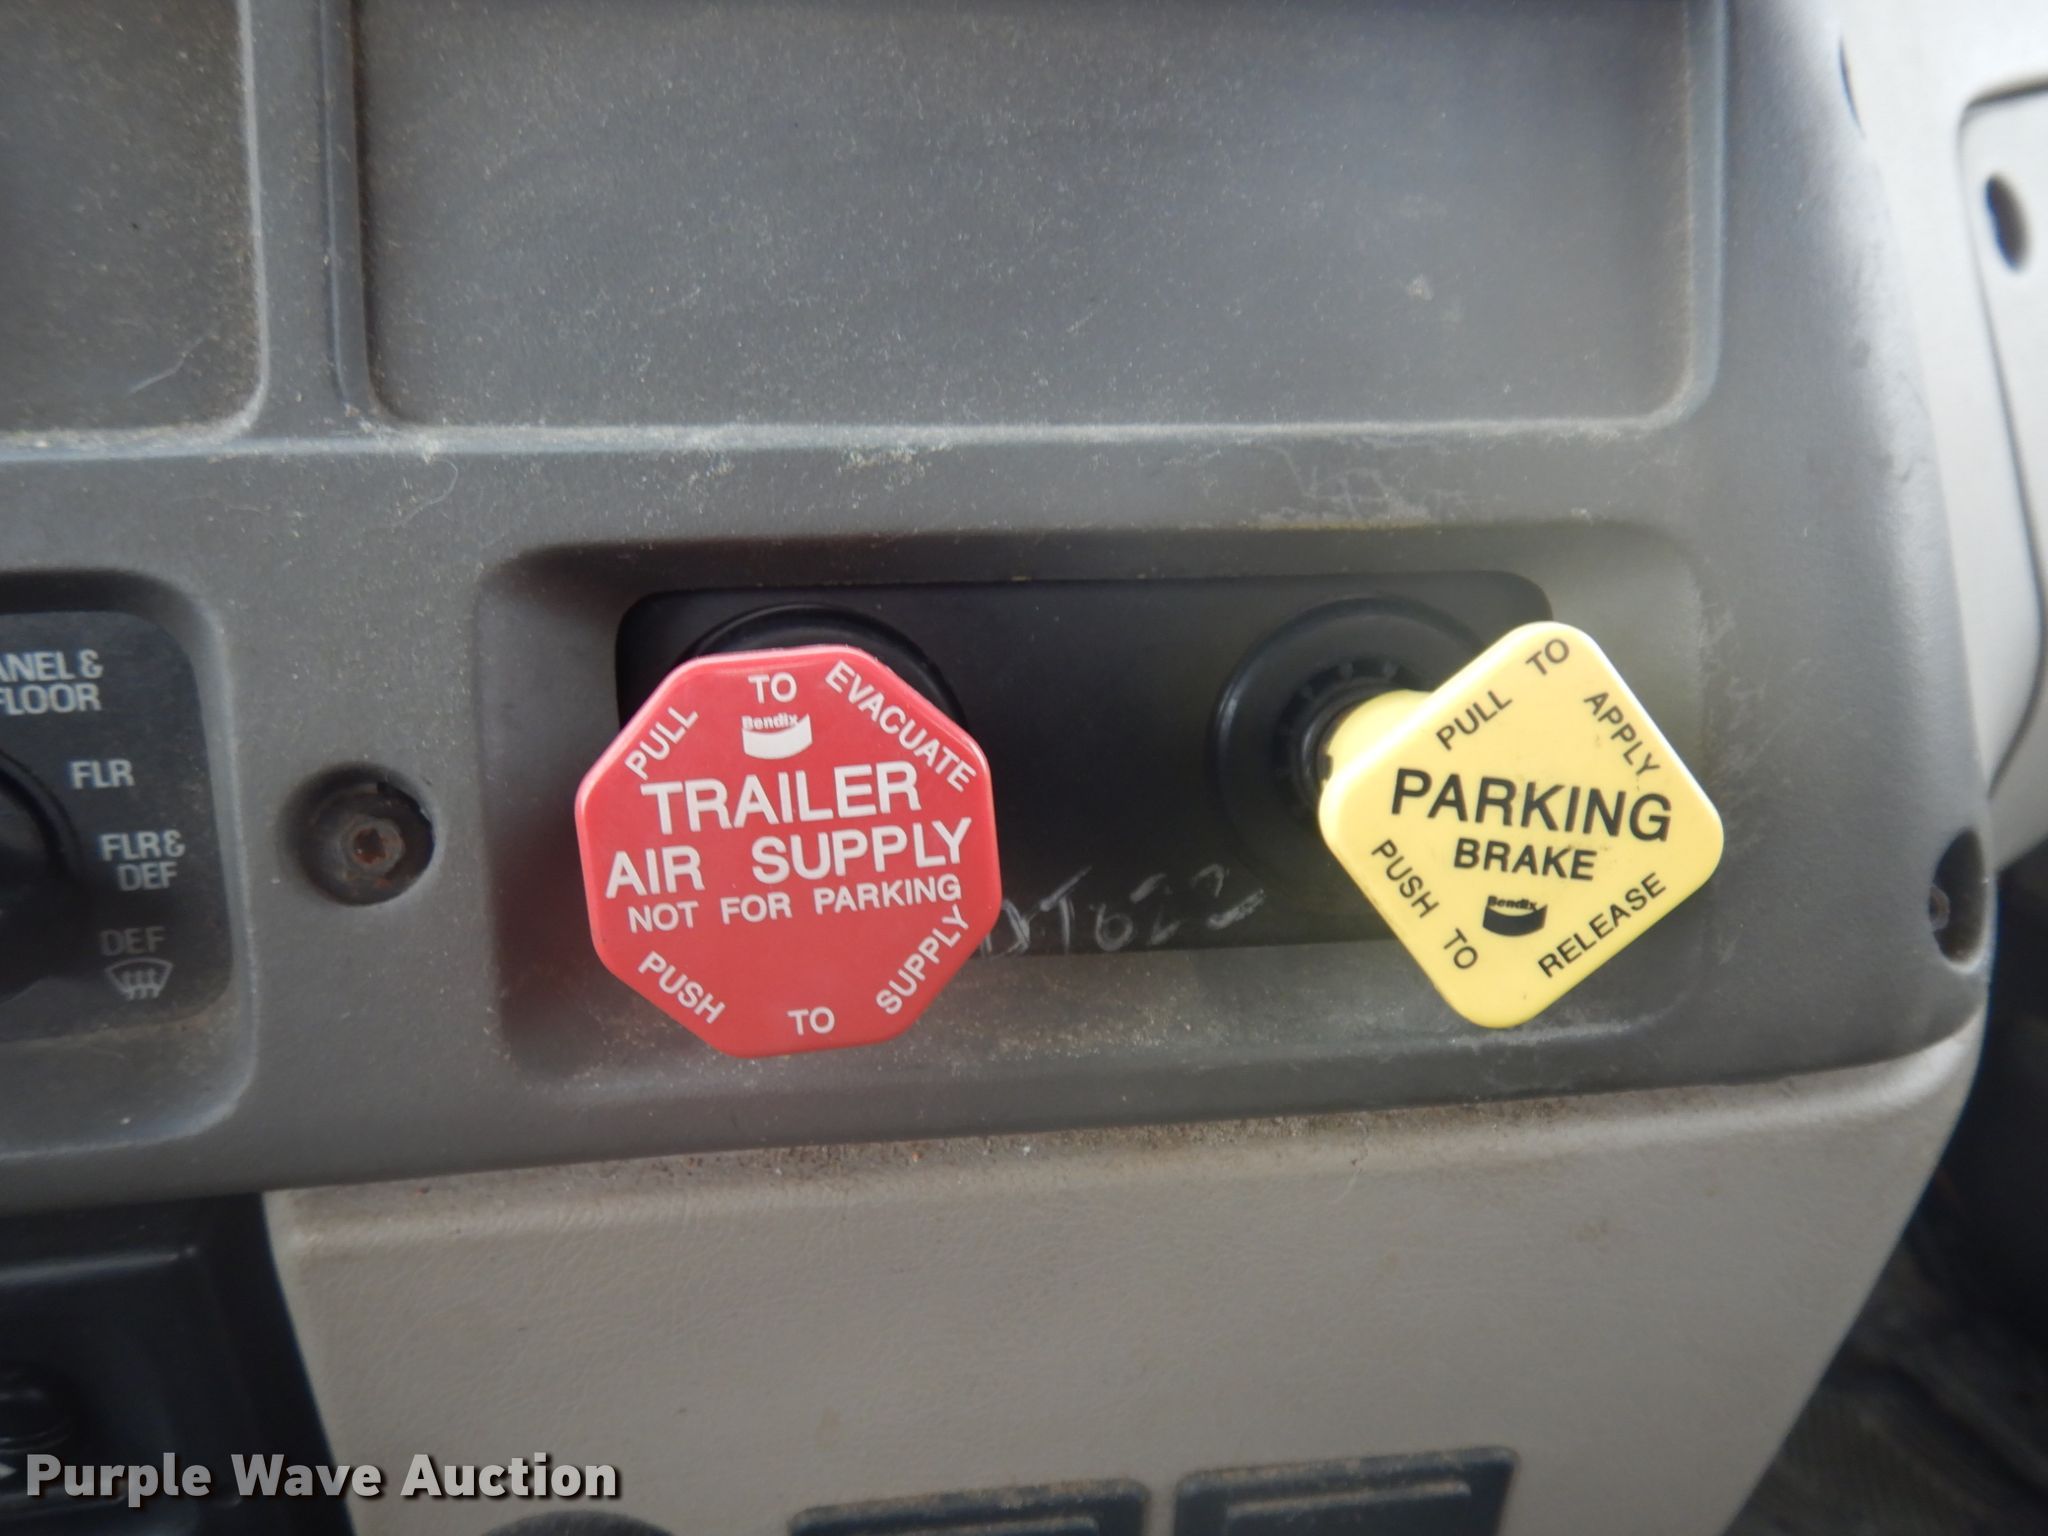 ANEL &
FLOOR
FLR
FLR&
DEF
DEF
PULL TO EVACUATE
Bendix
TRAILER
AIR SUPPLY
NOT FOR PARKING
PUSH TO SUPPLY
PULL TO APPLY
PARKING
BRAKE
Bendix
PUSH TO RELEASE
Purple Wave Auction